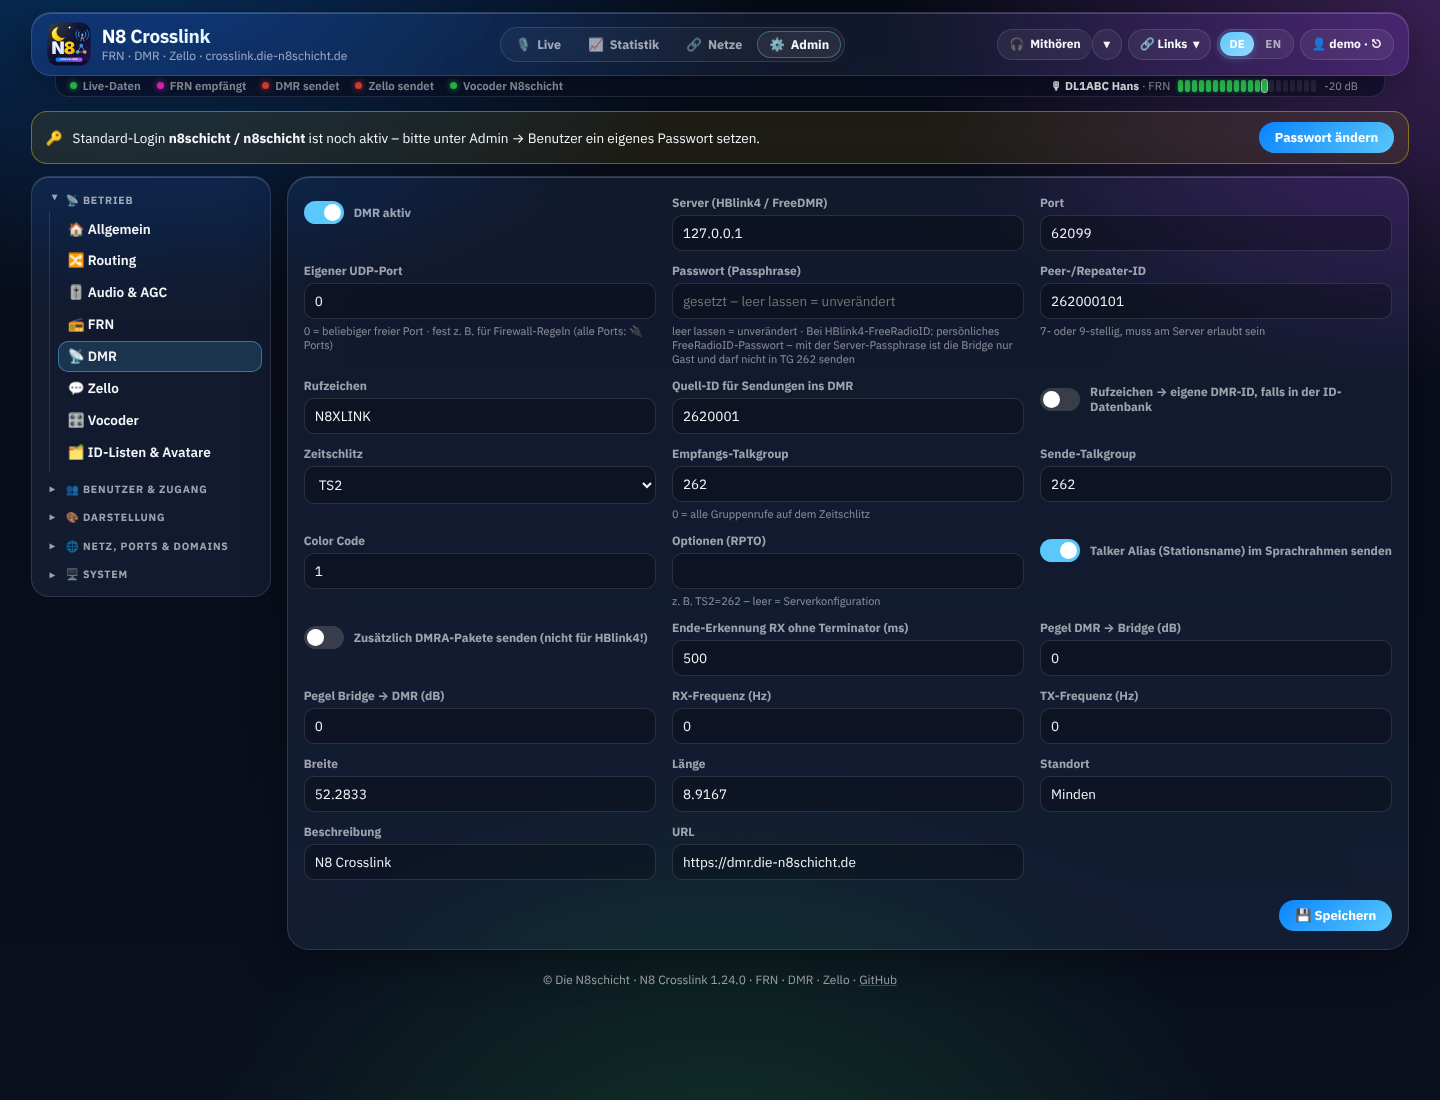 N8 Crosslink
FRN · DMR · Zello · crosslink.die-n8schicht.de
Live
Statistik
Netze
Admin
Mithören
Links
DE
EN
demo ·
Live-Daten
FRN empfängt
DMR sendet
Zello sendet
Vocoder N8schicht
DL1ABC Hans · FRN
-20 dB
Standard-Login n8schicht / n8schicht ist noch aktiv – bitte unter Admin → Benutzer ein eigenes Passwort setzen.
Passwort ändern
BETRIEB
Allgemein
Routing
Audio & AGC
FRN
DMR
Zello
Vocoder
ID-Listen & Avatare
BENUTZER & ZUGANG
DARSTELLUNG
NETZ, PORTS & DOMAINS
SYSTEM
DMR aktiv
Server (HBlink4 / FreeDMR)
127.0.0.1
Port
62099
Eigener UDP-Port
0
0 = beliebiger freier Port · fest z. B. für Firewall-Regeln (alle Ports: 🔌
Ports)
Passwort (Passphrase)
gesetzt – leer lassen = unverändert
leer lassen = unverändert · Bei HBlink4-FreeRadioID: persönliches
FreeRadioID-Passwort – mit der Server-Passphrase ist die Bridge nur
Gast und darf nicht in TG 262 senden
Peer-/Repeater-ID
262000101
7- oder 9-stellig, muss am Server erlaubt sein
Rufzeichen
N8XLINK
Quell-ID für Sendungen ins DMR
2620001
Rufzeichen → eigene DMR-ID, falls in der ID-
Datenbank
Zeitschlitz
TS2
Empfangs-Talkgroup
262
0 = alle Gruppenrufe auf dem Zeitschlitz
Sende-Talkgroup
262
Color Code
1
Optionen (RPTO)
z. B. TS2=262 – leer = Serverkonfiguration
Talker Alias (Stationsname) im Sprachrahmen senden
Zusätzlich DMRA-Pakete senden (nicht für HBlink4!)
Ende-Erkennung RX ohne Terminator (ms)
500
Pegel DMR → Bridge (dB)
0
Pegel Bridge → DMR (dB)
0
RX-Frequenz (Hz)
0
TX-Frequenz (Hz)
0
Breite
52.2833
Länge
8.9167
Standort
Minden
Beschreibung
N8 Crosslink
URL
https://dmr.die-n8schicht.de
Speichern
© Die N8schicht · N8 Crosslink 1.24.0 · FRN · DMR · Zello · GitHub